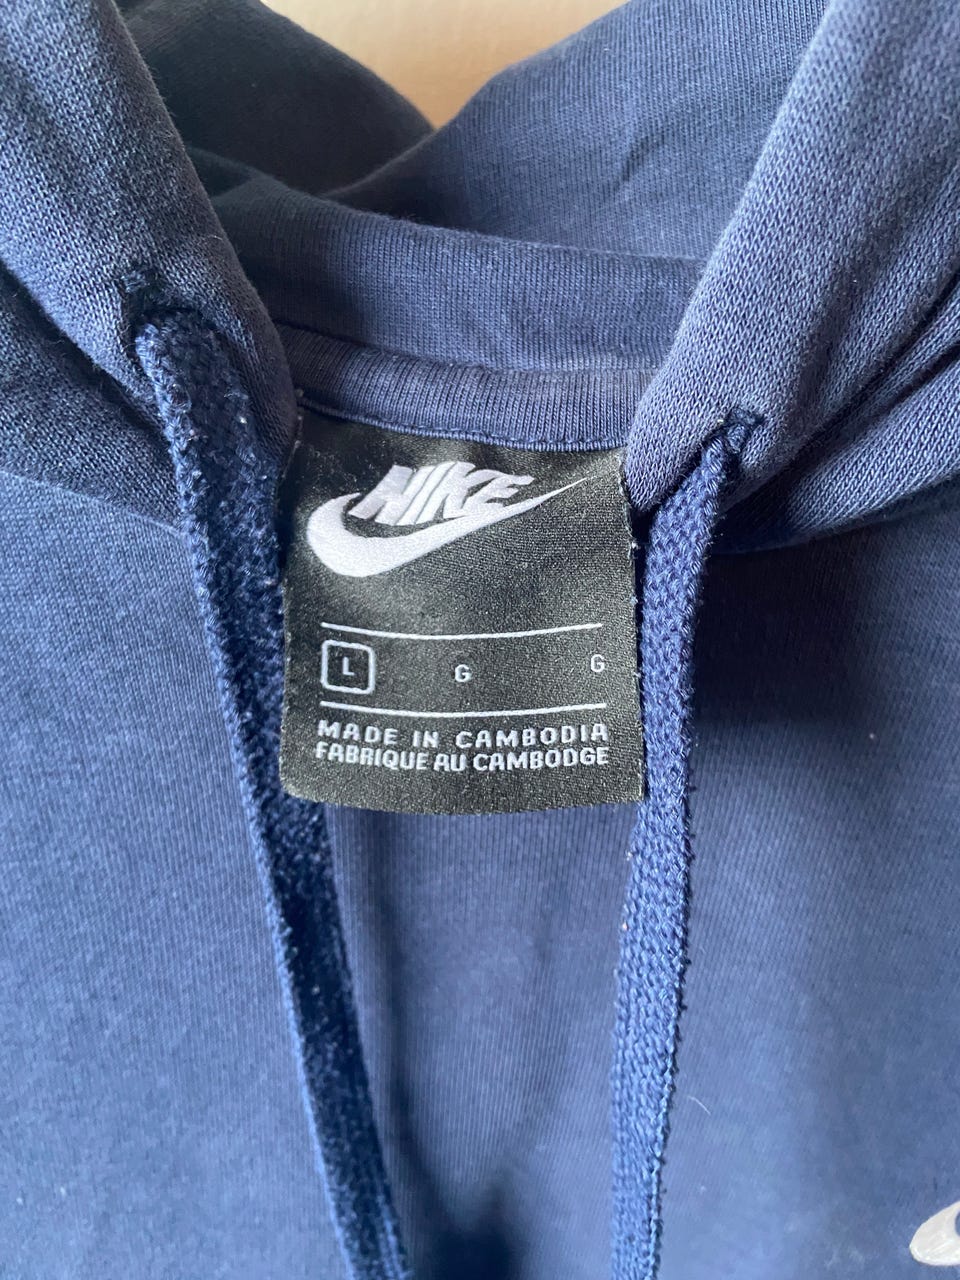 NIKE
L G G
MADE IN CAMBODIA
FABRIQUE AU CAMBODGE